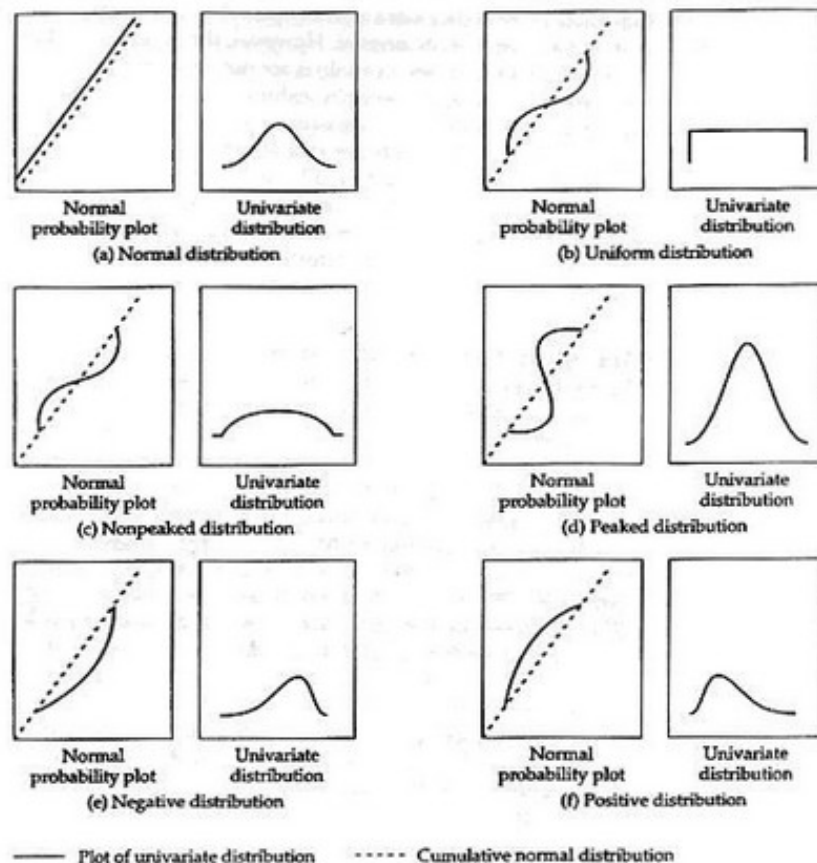 Normal
probability plot
Univariate
distribution
(a) Normal distribution
Normal
probability plot
Univariate
distribution
(b) Uniform distribution
Normal
probability plot
Univariate
distribution
(c) Nonpeaked distribution
Normal
probability plot
Univariate
distribution
(d) Peaked distribution
Normal
probability plot
Univariate
distribution
(e) Negative distribution
Normal
probability plot
Univariate
distribution
(f) Positive distribution
Plot of univariate distribution
Cumulative normal distribution